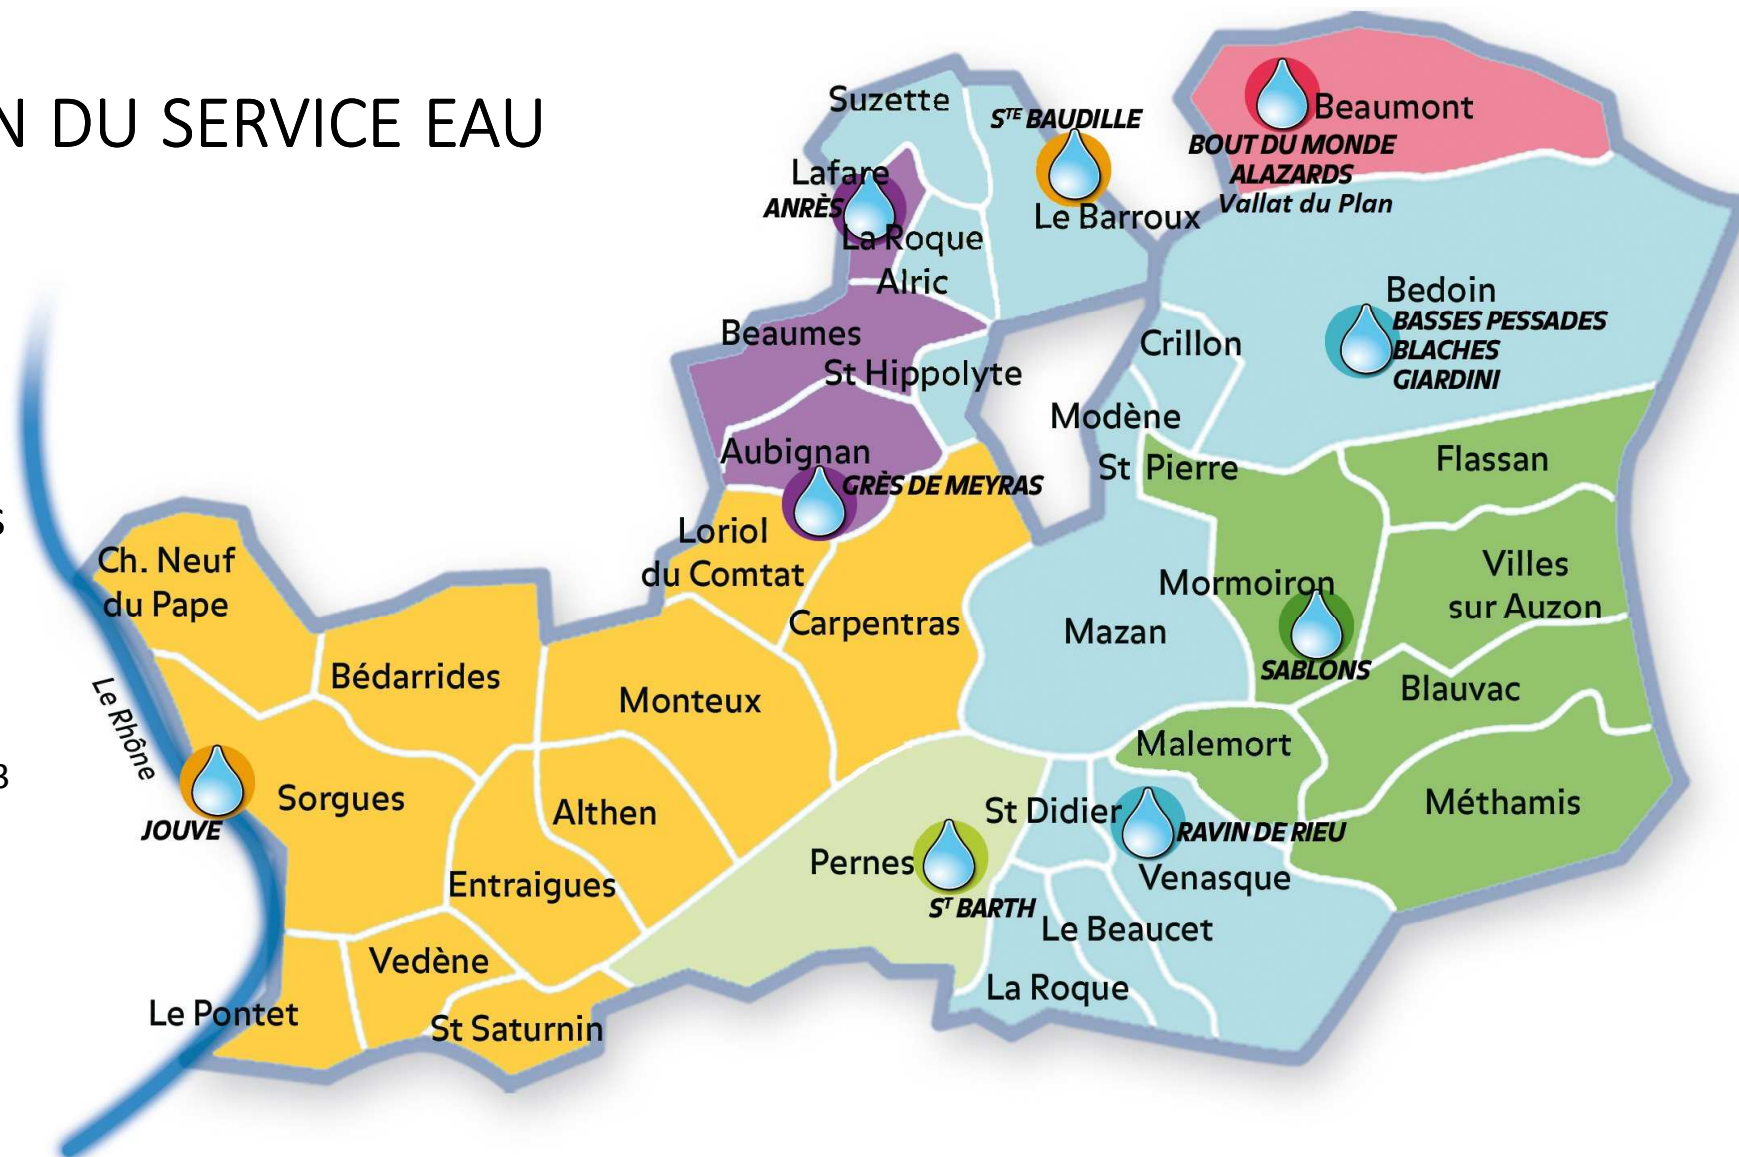 N DU SERVICE EAU
S
3
Suzette
STE BAUDILLE
Beaumont
BOUT DU MONDE
ALAZARDS
Vallat du Plan
Lafare
ANRÈS
Le Barroux
La Roque
Alric
Bedoin
BASSES PESSADES
BLACHES
GIARDINI
Beaumes
Crillon
St Hippolyte
Modène
Aubignan
GRÈS DE MEYRAS
St Pierre
Flassan
Loriol
du Comtat
Ch. Neuf
du Pape
Villes
sur Auzon
Mormoiron
Carpentras
Mazan
SABLONS
Bédarrides
Monteux
Blauvac
Le Rhône
Malemort
Sorgues
JOUVE
Althen
St Didier
RAVIN DE RIEU
Méthamis
Pernes
ST BARTH
Venasque
Entraigues
Le Beaucet
Vedène
La Roque
Le Pontet
St Saturnin